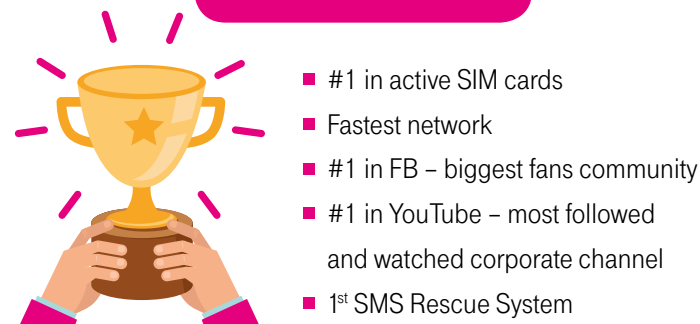 ■ #1 in active SIM cards
■ Fastest network
■ #1 in FB – biggest fans community
■ #1 in YouTube – most followed
and watched corporate channel
■ 1st SMS Rescue System